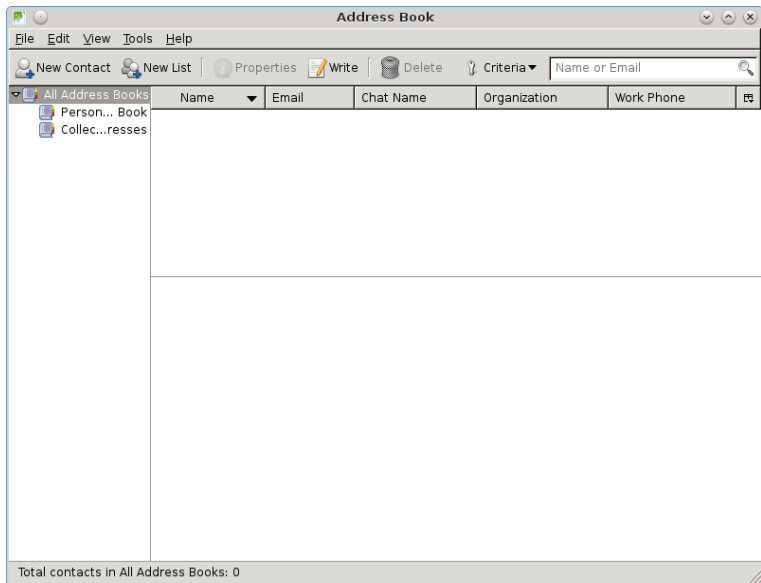 Address Book
File Edit View Tools Help
New Contact New List Properties Write Delete Criteria Name or Email
All Address Books Name Email Chat Name Organization Work Phone
Person... Book
Collec...resses
Total contacts in All Address Books: 0